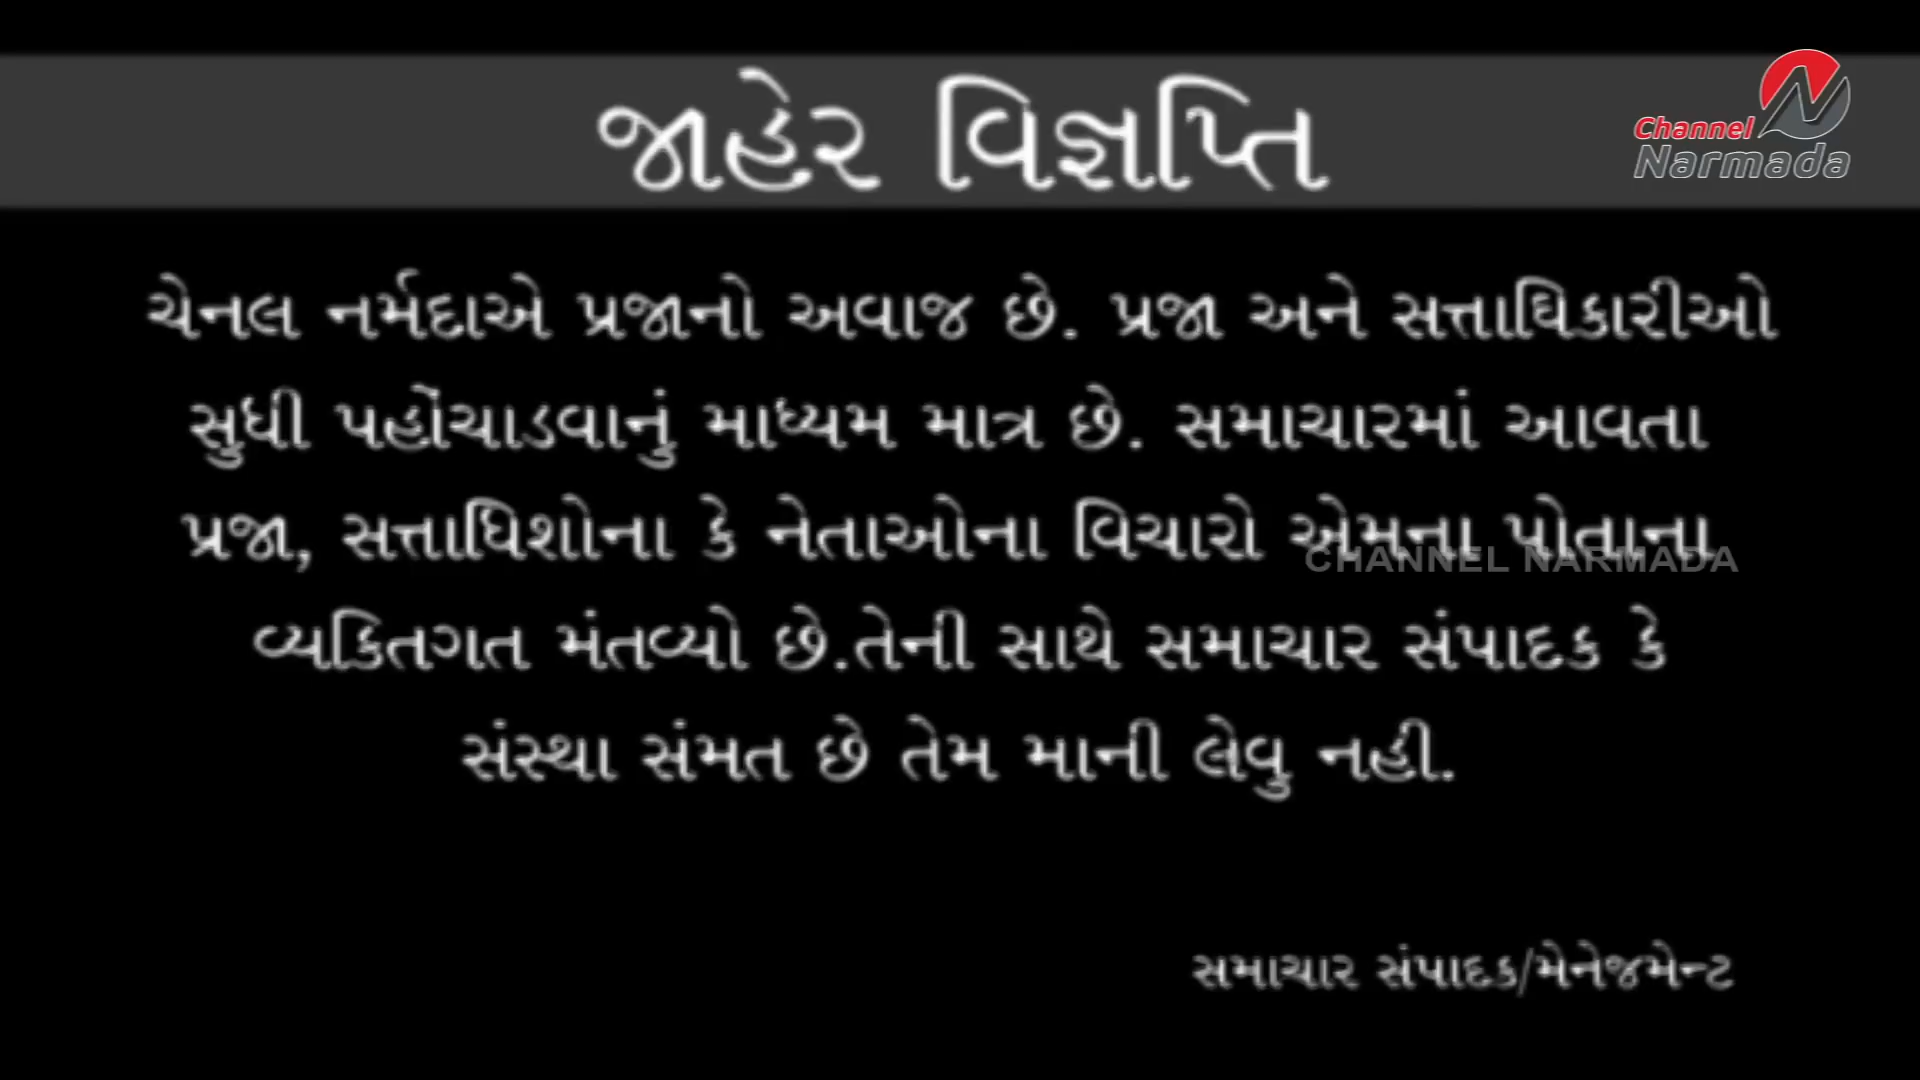 જાહેર વિજ્ઞપ્તિ
Channel
Narmada
ચેનલ નર્મદાએ પ્રજાનો અવાજ છે. પ્રજા અને સત્તાધિકારીઓ
સુધી પહોંચાડવાનું માધ્યમ માત્ર છે. સમાચારમાં આવતા
પ્રજા, સત્તાધિશોના કે નેતાઓના વિચારો એમના પોતાના
CHANNEL NARMADA
વ્યકિતગત મંતવ્યો છે.તેની સાથે સમાચાર સંપાદક કે
સંસ્થા સંમત છે તેમ માની લેવુ નહી.
સમાચાર સંપાદક/મેનેજમેન્ટ